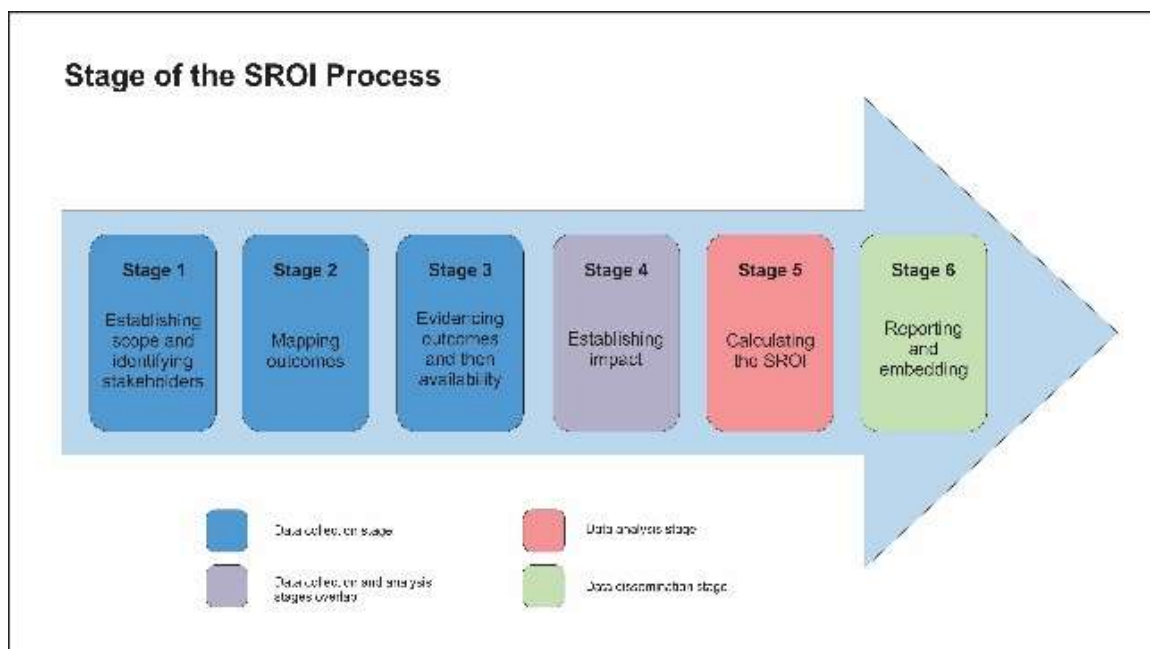 Stage of the SROI Process
Stage 1
Establishing
scope and
identifying
stakeholders
Stage 2
Mapping
outcomes
Stage 3
Evidencing
outcomes
and then
availability
Stage 4
Establishing
impact
Stage 5
Calculating
the SROI
Stage 6
Reporting
and
embedding
Data collection stage
Data analysis stage
Data collection and analysis
stages overlap
Data dissemination stage